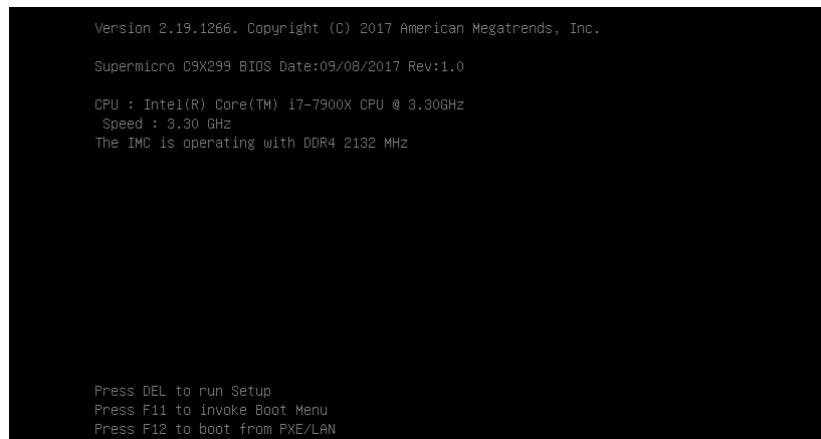 Version 2.19.1266. Copyright (C) 2017 American Megatrends, Inc.
Supermicro C9X299 BIOS Date:09/08/2017 Rev:1.0
CPU : Intel(R) Core(TM) i7-7900X CPU @ 3.30GHz
Speed : 3.30 GHz
The IMC is operating with DDR4 2132 MHz
Press DEL to run Setup
Press F11 to invoke Boot Menu
Press F12 to boot from PXE/LAN